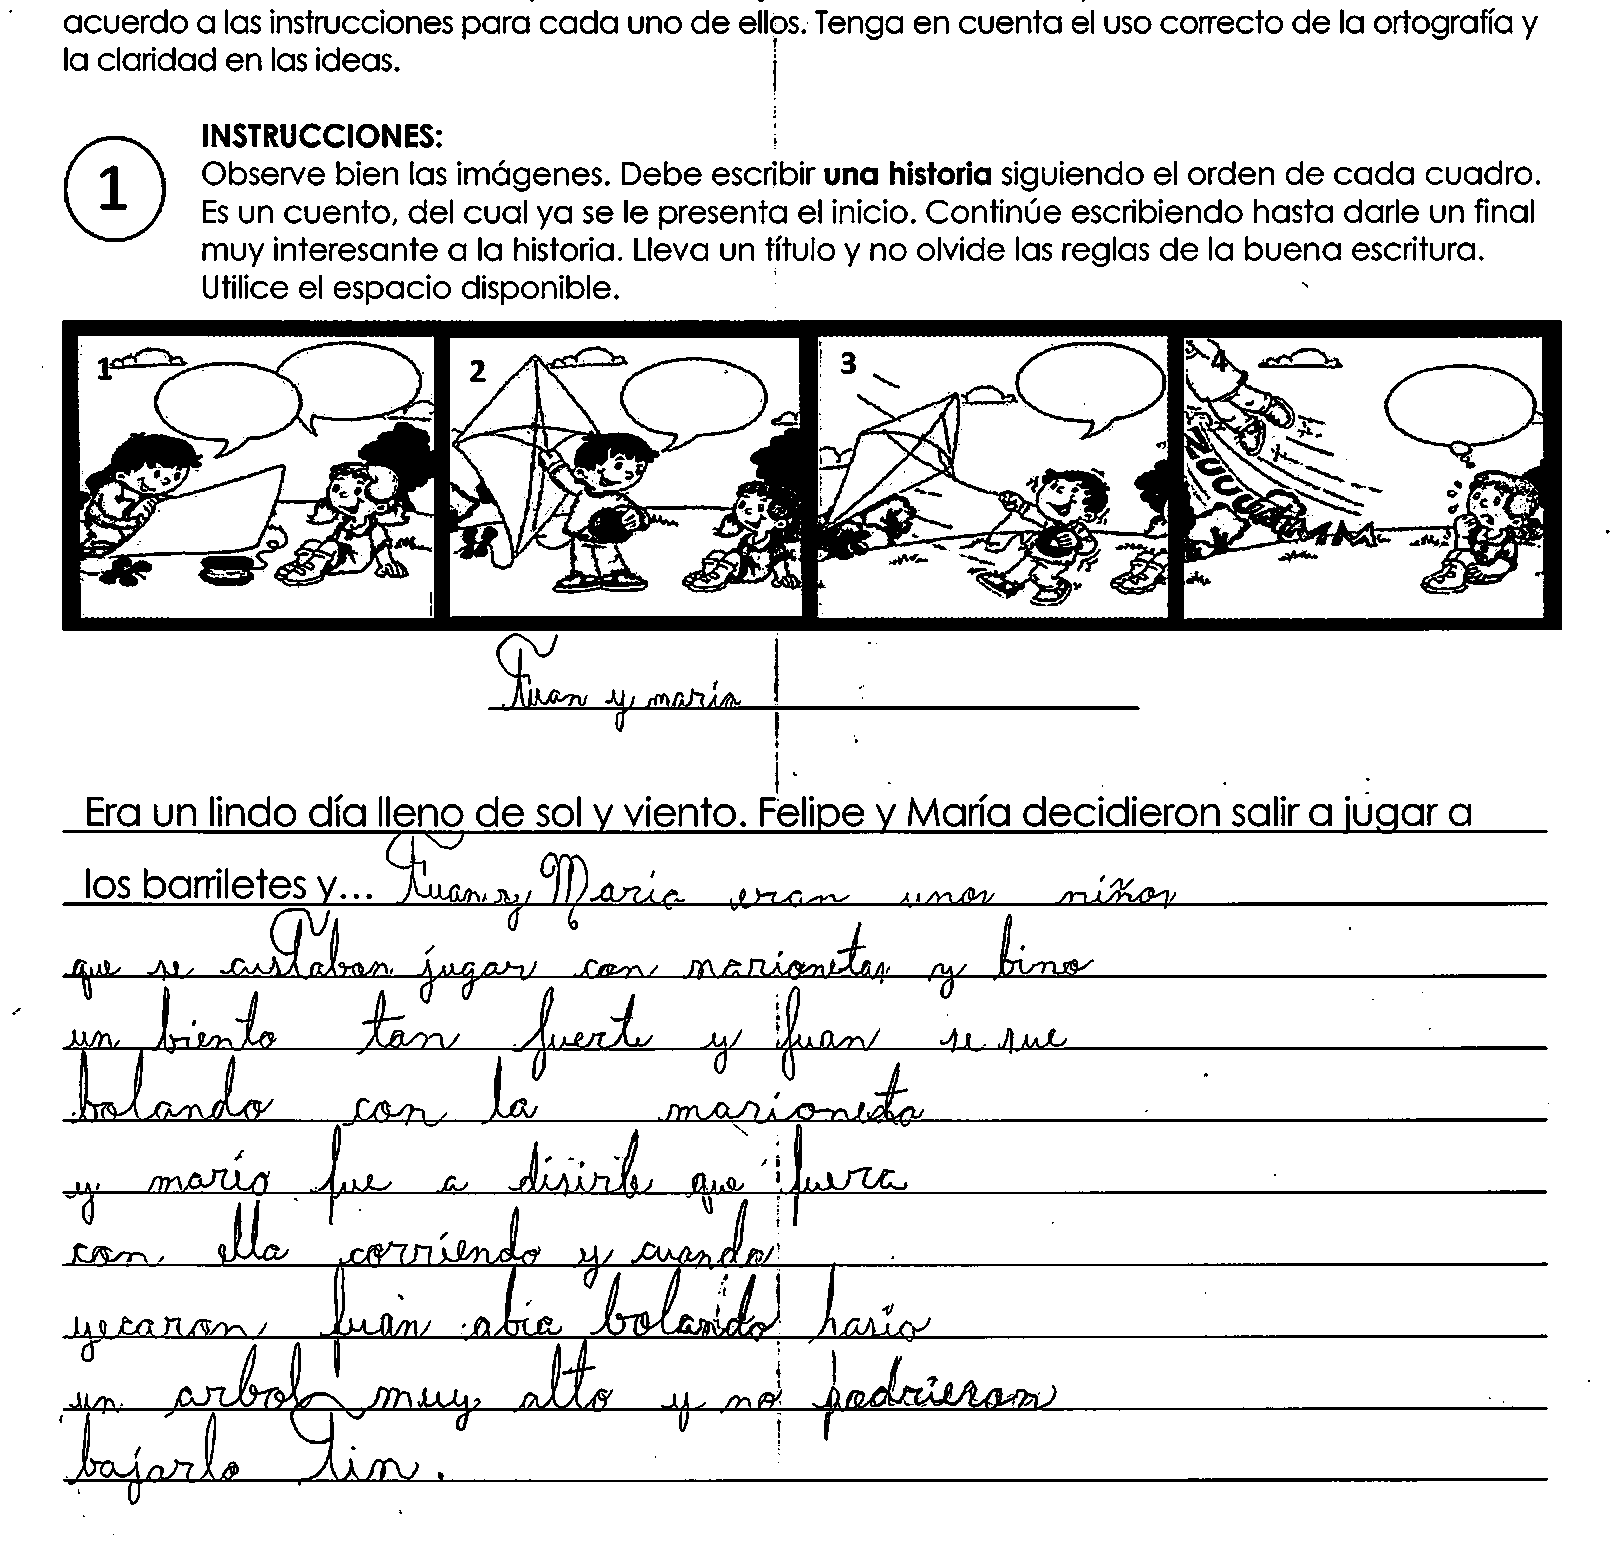 acuerdo a las instrucciones para cada uno de ellos. Tenga en cuenta el uso correcto de la ortografía y
la claridad en las ideas.
1
INSTRUCCIONES:
Observe bien las imágenes. Debe escribir una historia siguiendo el orden de cada cuadro.
Es un cuento, del cual ya se le presenta el inicio. Continúe escribiendo hasta darle un final
muy interesante a la historia. Lleva un título y no olvide las reglas de la buena escritura.
Utilice el espacio disponible.
1 2 3 4
ZUUUMMM
Fuan y maría
Era un lindo día lleno de sol y viento. Felipe y María decidieron salir a jugar a
los barriletes y... Fuan y María eran unos niños
que se austaban jugar con marionetas y bino
un biento tan fuerte y fuan se sue
bolando con la marioneta
y marío fue a disirle que fuera
con ella corriendo y cuando
yecaron fuan abia bolando hasio
un arbol muy alto y no podrieron
bajarlo Fin.